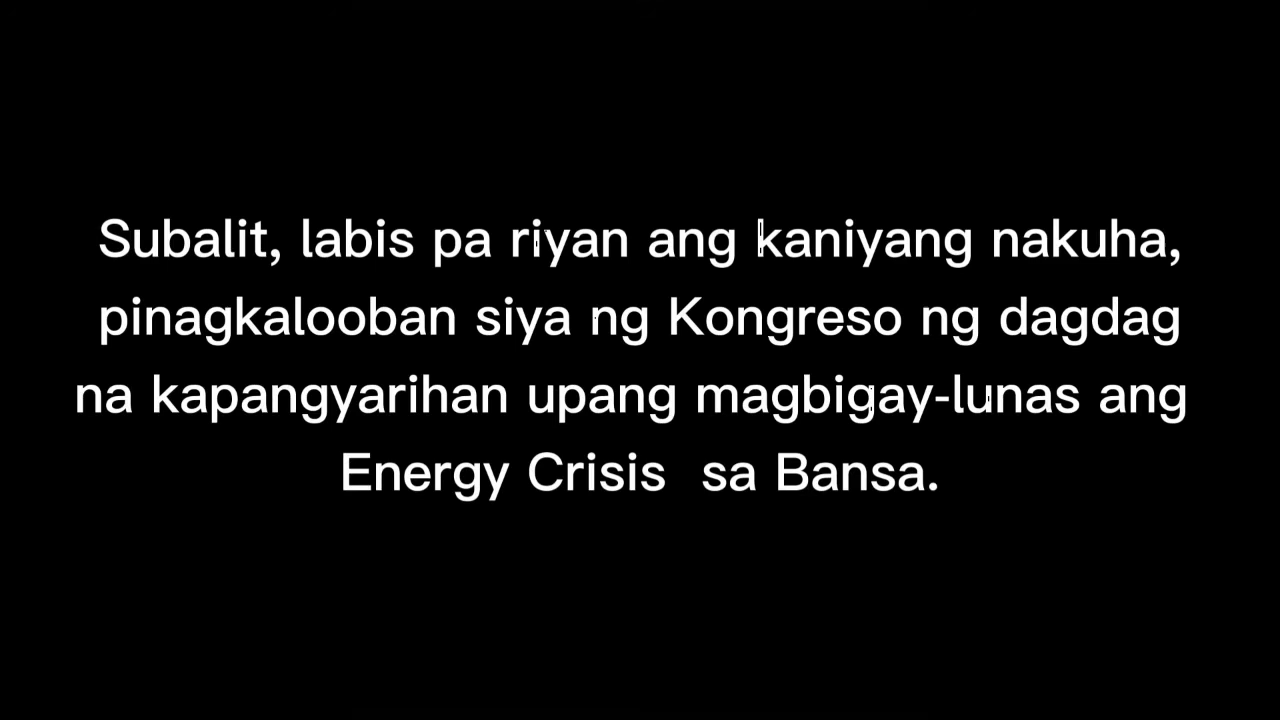 Subalit, labis pa riyan ang kaniyang nakuha,
pinagkalooban siya ng Kongreso ng dagdag
na kapangyarihan upang magbigay-lunas ang
Energy Crisis  sa Bansa.